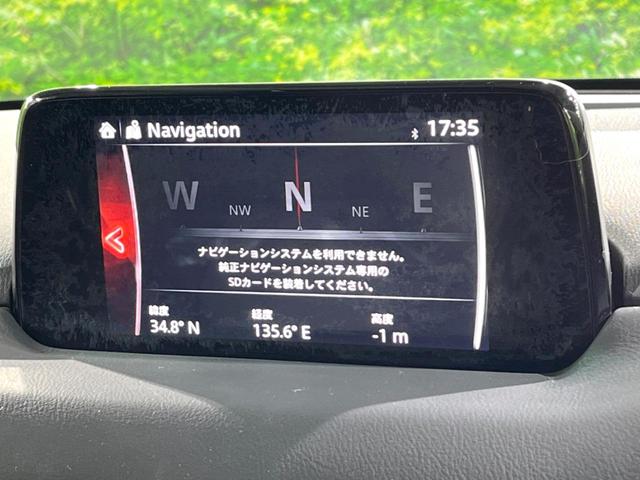 Navigation 17:35
W NW N NE E
ナビゲーションシステムを利用できません。
純正ナビゲーションシステム専用の
SDカードを装着してください。
緯度 経度 高度
34.8° N 135.6° E -1 m